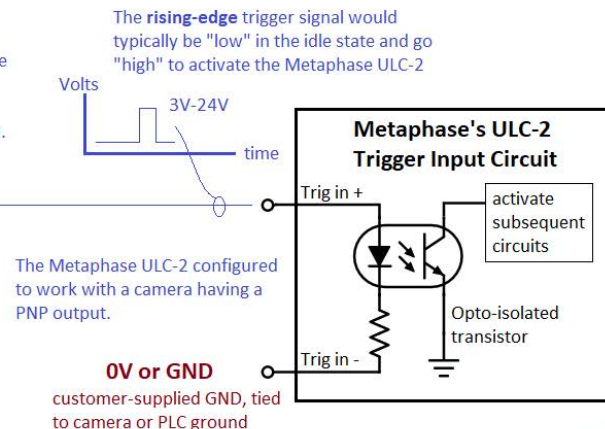 The rising-edge trigger signal would
typically be "low" in the idle state and go
"high" to activate the Metaphase ULC-2
e
.
Volts
3V-24V
time
Metaphase's ULC-2
Trigger Input Circuit
Trig in +
activate
subsequent
circuits
The Metaphase ULC-2 configured
to work with a camera having a
PNP output.
Opto-isolated
transistor
Trig in -
0V or GND
customer-supplied GND, tied
to camera or PLC ground